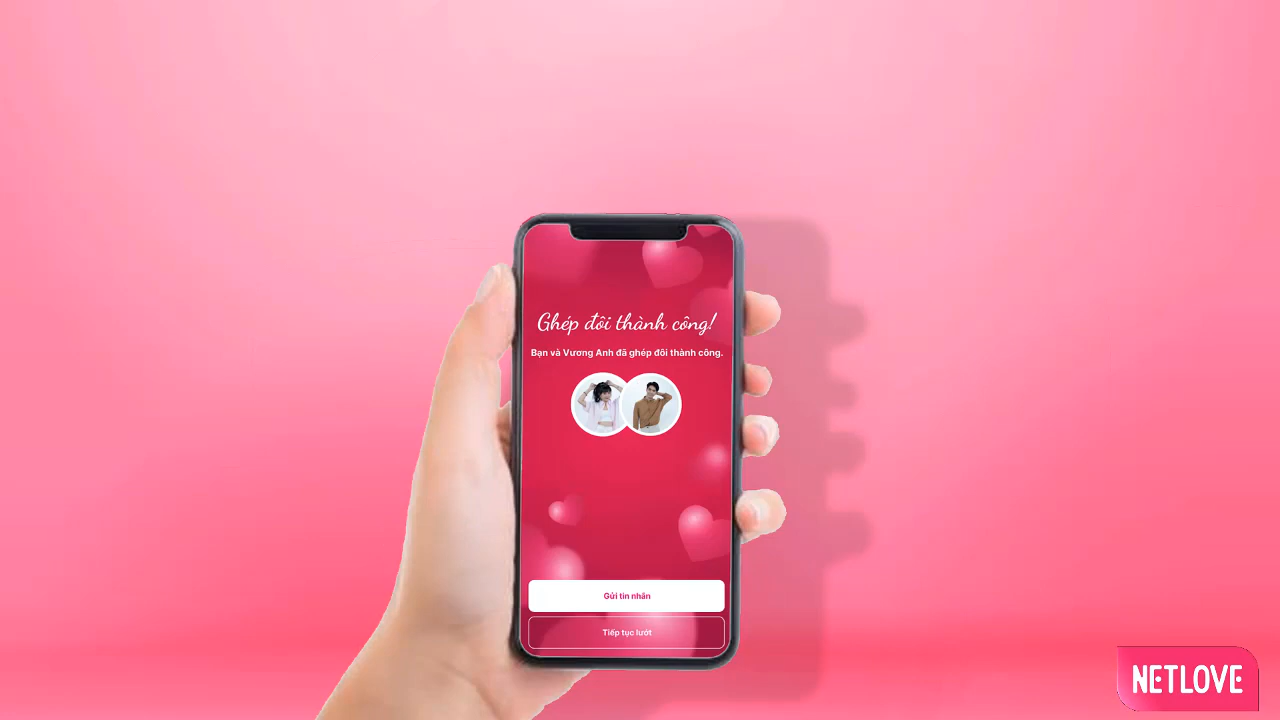 Ghép đôi thành công!
Bạn và Vương Anh đã ghép đôi thành công.
Gửi tin nhắn
Tiếp tục lướt
NETLOVE